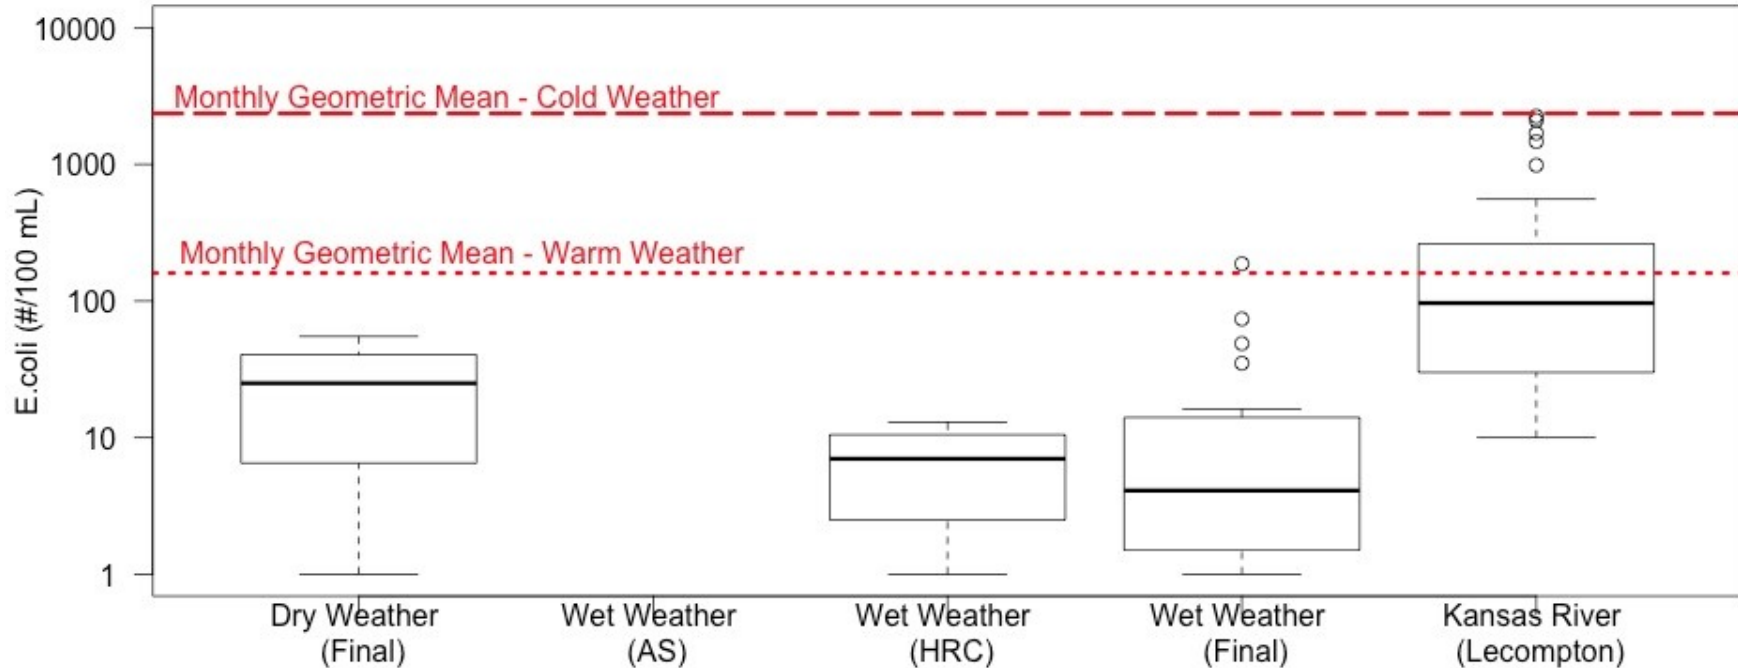 10000
Monthly Geometric Mean - Cold Weather
1000
Monthly Geometric Mean - Warm Weather
100
10
1
E.coli (#/100 mL)
Dry Weather
(Final)
Wet Weather
(AS)
Wet Weather
(HRC)
Wet Weather
(Final)
Kansas River
(Lecompton)